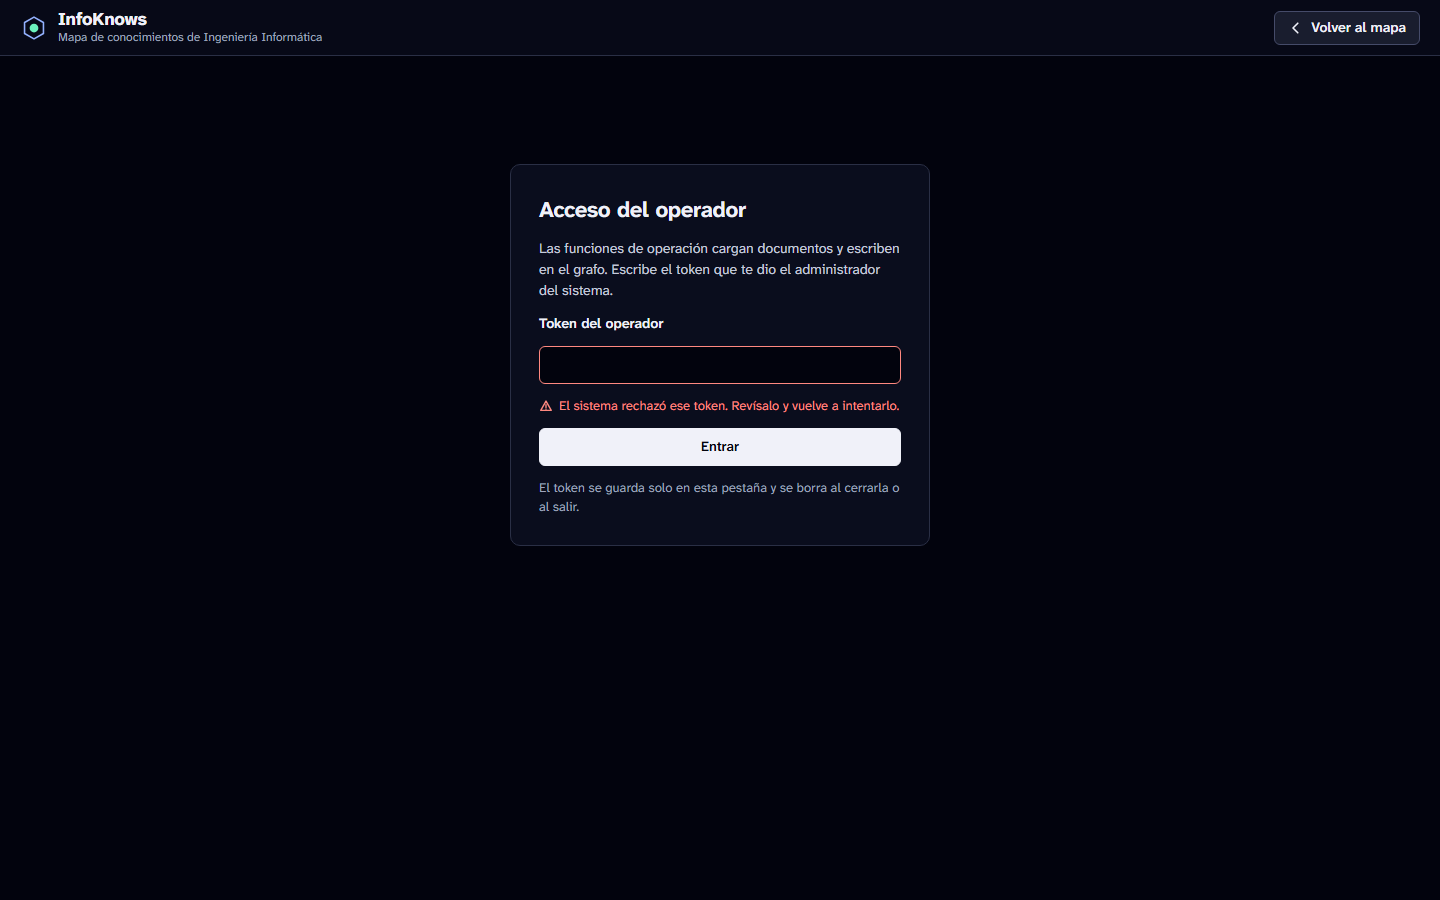 InfoKnows
Mapa de conocimientos de Ingeniería Informática
Volver al mapa
Acceso del operador
Las funciones de operación cargan documentos y escriben
en el grafo. Escribe el token que te dio el administrador
del sistema.
Token del operador
El sistema rechazó ese token. Revísalo y vuelve a intentarlo.
Entrar
El token se guarda solo en esta pestaña y se borra al cerrarla o
al salir.